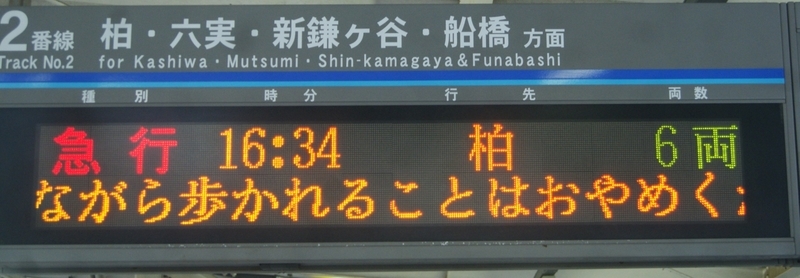 2番線 柏・六実・新鎌ヶ谷・船橋 方面
Track No.2 for Kashiwa・Mutsumi・Shin-kamagaya&Funabashi
種別 時分 行先 両数
急行 16:34 柏 6両
ながら歩かれることはおやめく